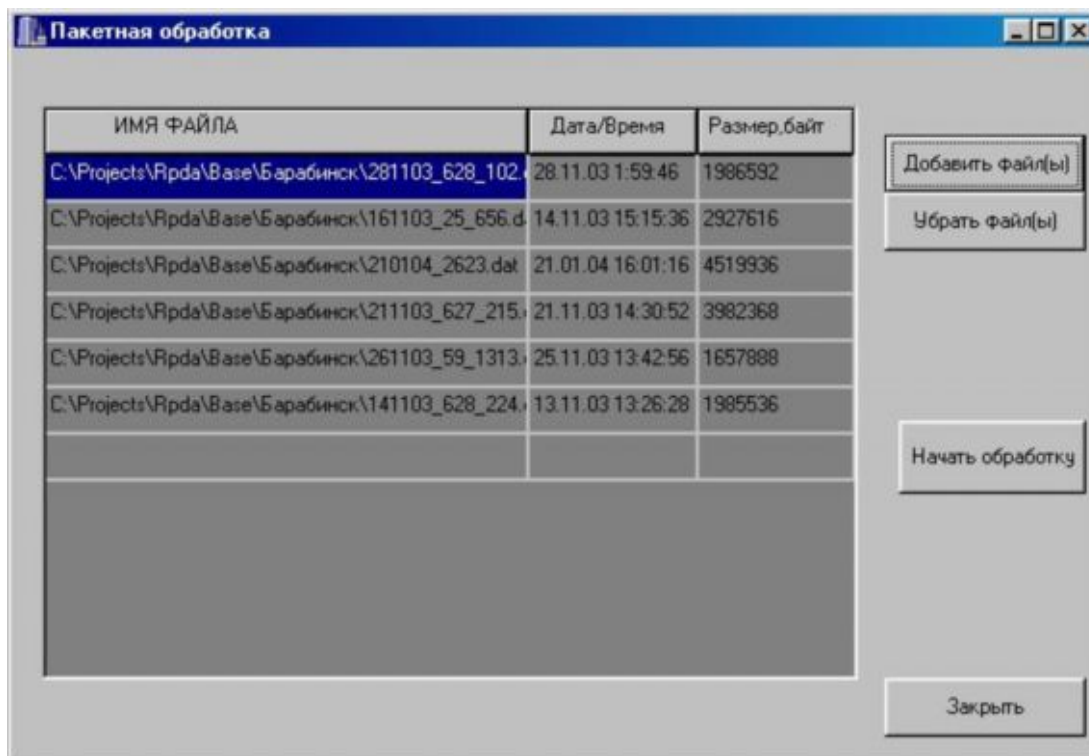 Пакетная обработка
ИМЯ ФАЙЛА Дата/Время Размер,байт
C:\Projects\Rpda\Base\Барабинск\281103_628_102. 28.11.03 1:59:46 1986592
C:\Projects\Rpda\Base\Барабинск\161103_25_656.d 14.11.03 15:15:36 2927616
C:\Projects\Rpda\Base\Барабинск\210104_2623.dat 21.01.04 16:01:16 4519936
C:\Projects\Rpda\Base\Барабинск\211103_627_215. 21.11.03 14:30:52 3982368
C:\Projects\Rpda\Base\Барабинск\261103_59_1313. 25.11.03 13:42:56 1657888
C:\Projects\Rpda\Base\Барабинск\141103_628_224. 13.11.03 13:26:28 1985536
Добавить файл(ы)
Убрать файл(ы)
Начать обработку
Закрыть